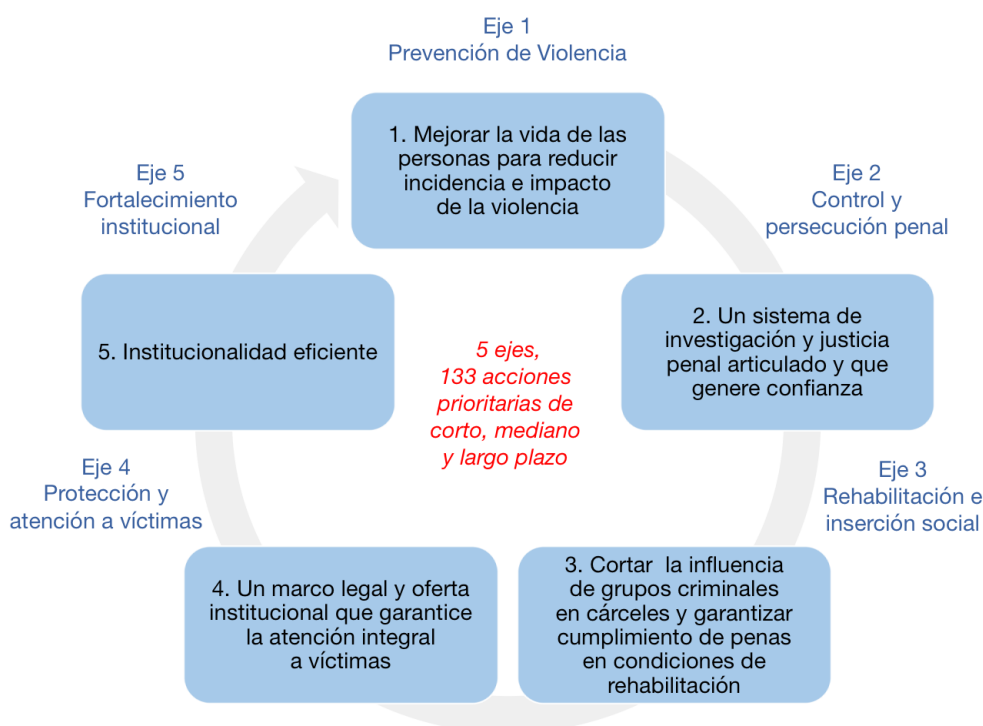 Eje 1
Prevención de Violencia
1. Mejorar la vida de las
personas para reducir
incidencia e impacto
de la violencia
Eje 2
Control y
persecución penal
2. Un sistema de
investigación y justicia
penal articulado y que
genere confianza
Eje 3
Rehabilitación e
inserción social
3. Cortar la influencia
de grupos criminales
en cárceles y garantizar
cumplimiento de penas
en condiciones de
rehabilitación
Eje 4
Protección y
atención a víctimas
4. Un marco legal y oferta
institucional que garantice
la atención integral
a víctimas
Eje 5
Fortalecimiento
institucional
5. Institucionalidad eficiente
5 ejes,
133 acciones
prioritarias de
corto, mediano
y largo plazo